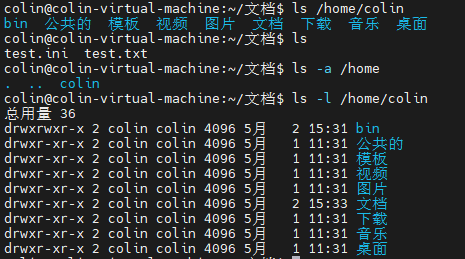 colin@colin-virtual-machine:~/文档$ ls /home/colin
bin 公共的 模板 视频 图片 文档 下载 音乐 桌面
colin@colin-virtual-machine:~/文档$ ls
test.ini test.txt
colin@colin-virtual-machine:~/文档$ ls -a /home
. .. colin
colin@colin-virtual-machine:~/文档$ ls -l /home/colin
总用量 36
drwxrwxr-x 2 colin colin 4096 5月 2 15:31 bin
drwxr-xr-x 2 colin colin 4096 5月 1 11:31 公共的
drwxr-xr-x 2 colin colin 4096 5月 1 11:31 模板
drwxr-xr-x 2 colin colin 4096 5月 1 11:31 视频
drwxr-xr-x 2 colin colin 4096 5月 1 11:31 图片
drwxr-xr-x 2 colin colin 4096 5月 2 15:33 文档
drwxr-xr-x 2 colin colin 4096 5月 1 11:31 下载
drwxr-xr-x 2 colin colin 4096 5月 1 11:31 音乐
drwxr-xr-x 2 colin colin 4096 5月 1 11:31 桌面